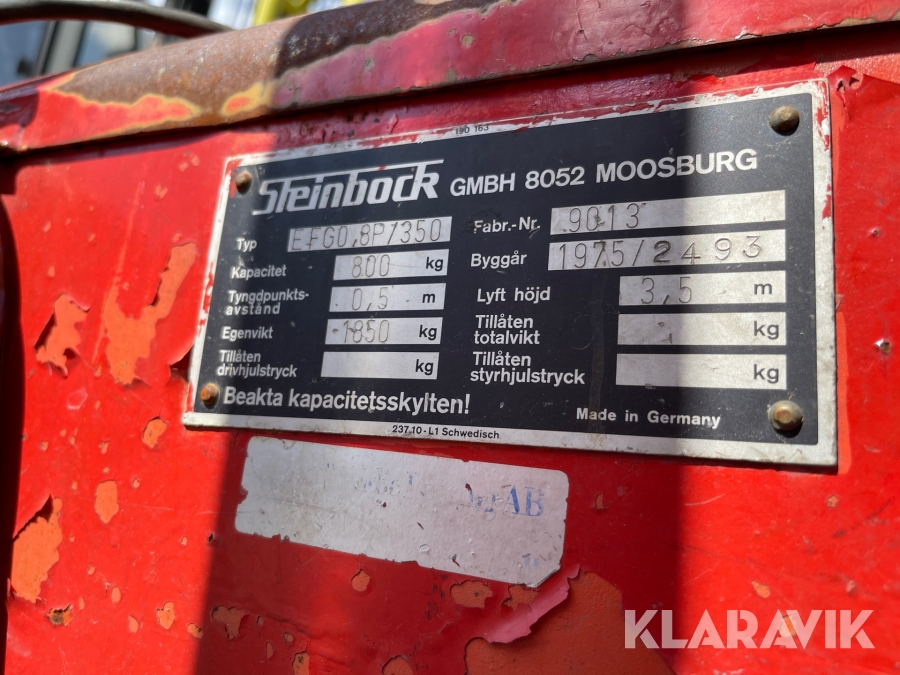 190 163
Steinbock GMBH 8052 MOOSBURG
Typ EFG0,8P/350 Fabr.-Nr. 9013
Kapacitet 800 kg Byggår 1975/2493
Tyngdpunkts-
avstånd 0,5 m Lyft höjd 3,5 m
Egenvikt 1850 kg Tillåten
totalvikt kg
Tillåten
drivhjulstryck kg Tillåten
styrhjulstryck kg
Beakta kapacitetsskylten!
Made in Germany
237.10-L1 Schwedisch
AB
KLARAVIK